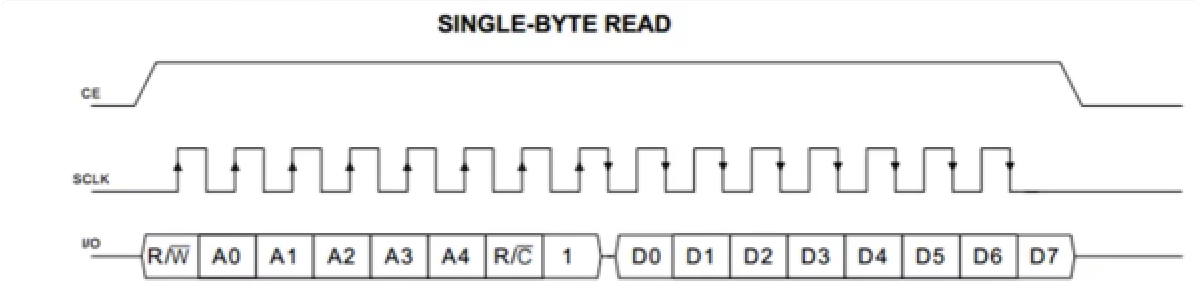 SINGLE-BYTE READ
CE
SCLK
I/O R/W̅ A0 A1 A2 A3 A4 R/C̅ 1 D0 D1 D2 D3 D4 D5 D6 D7